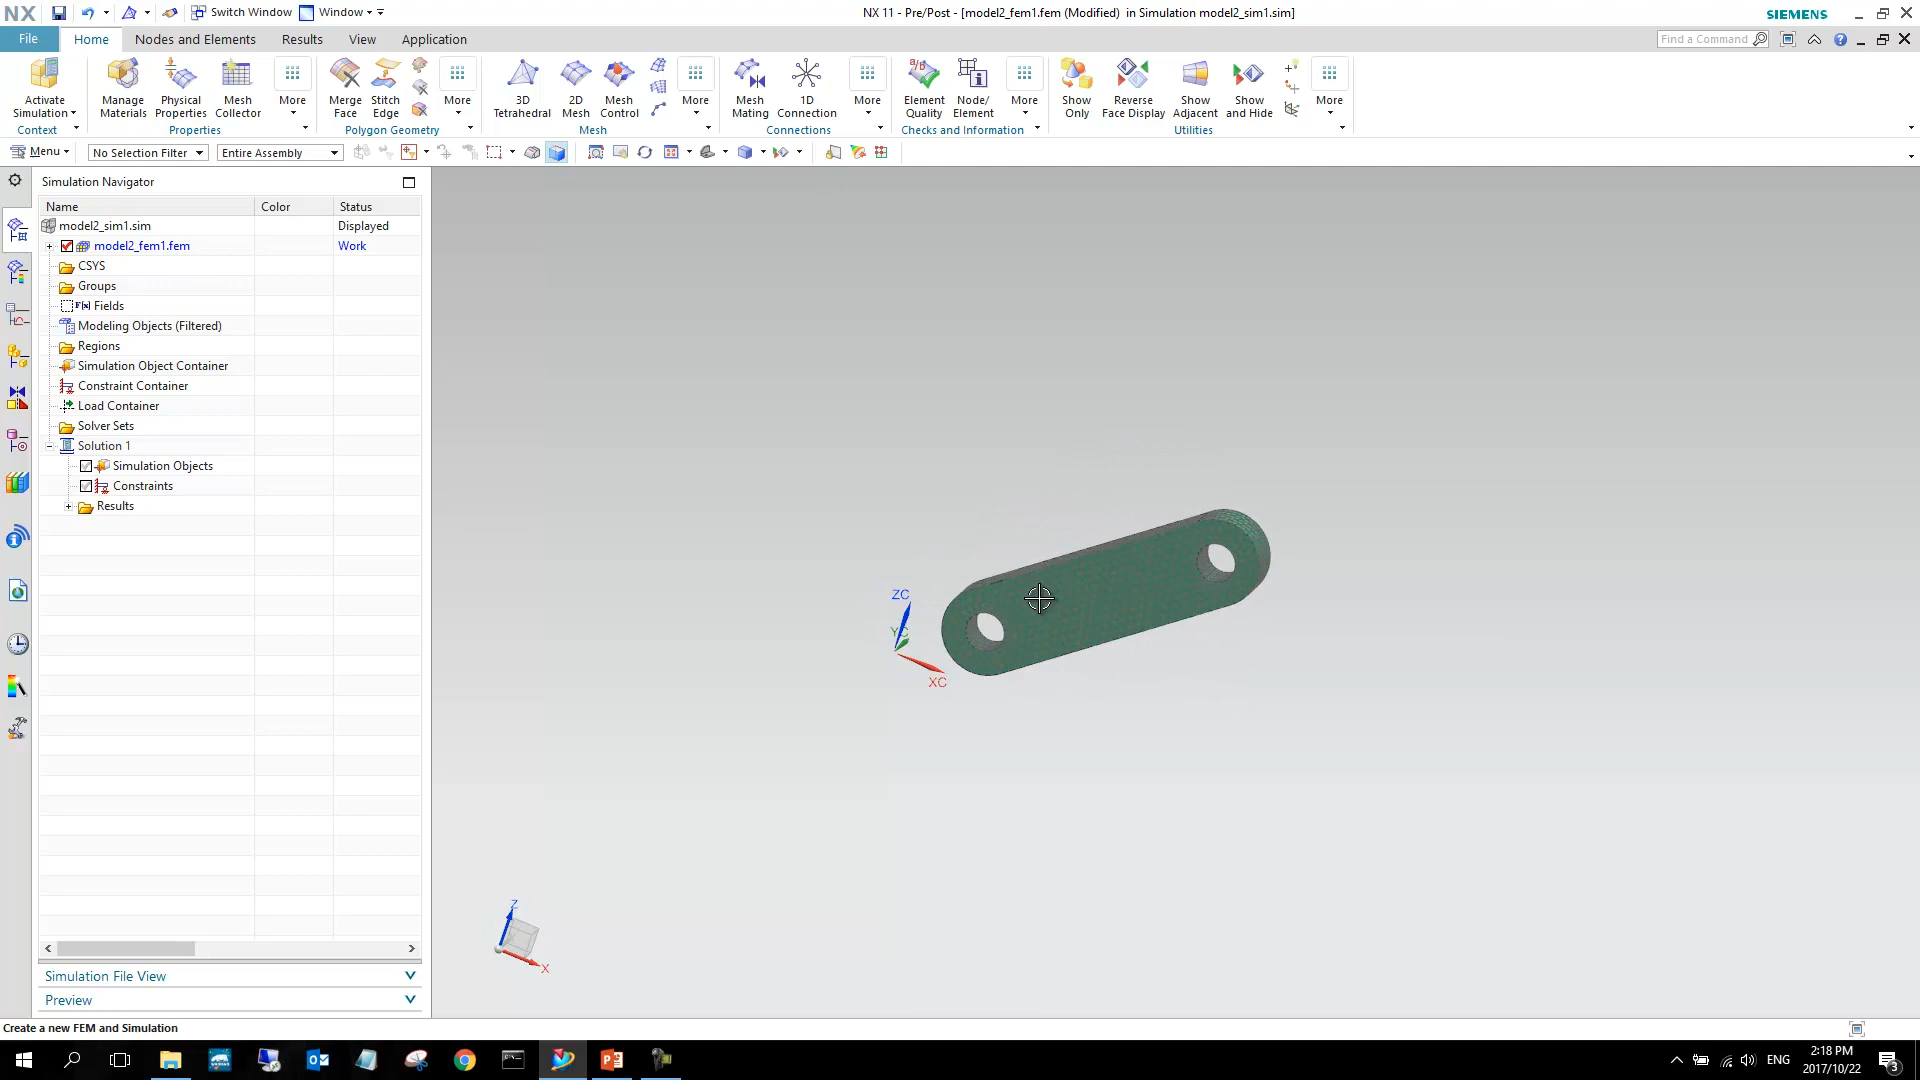 NX
Switch Window
Window
NX 11 - Pre/Post - [model2_fem1.fem (Modified)  in Simulation model2_sim1.sim]
SIEMENS
File
Home
Nodes and Elements
Results
View
Application
Find a Command
Activate Simulation
Manage Materials
Physical Properties
Mesh Collector
More
Merge Face
Stitch Edge
More
3D Tetrahedral
2D Mesh
Mesh Control
More
Mesh Mating
1D Connection
More
Element Quality
Node/ Element
More
Show Only
Reverse Face Display
Show Adjacent
Show and Hide
More
Context
Properties
Polygon Geometry
Mesh
Connections
Checks and Information
Utilities
Menu
No Selection Filter
Entire Assembly
Simulation Navigator
Name
Color
Status
model2_sim1.sim
Displayed
model2_fem1.fem
Work
CSYS
Groups
F(x) Fields
Modeling Objects (Filtered)
Regions
Simulation Object Container
Constraint Container
Load Container
Solver Sets
Solution 1
Simulation Objects
Constraints
Results
ZC
YC
XC
Z
X
Simulation File View
Preview
Create a new FEM and Simulation
ENG
2:18 PM
2017/10/22
3